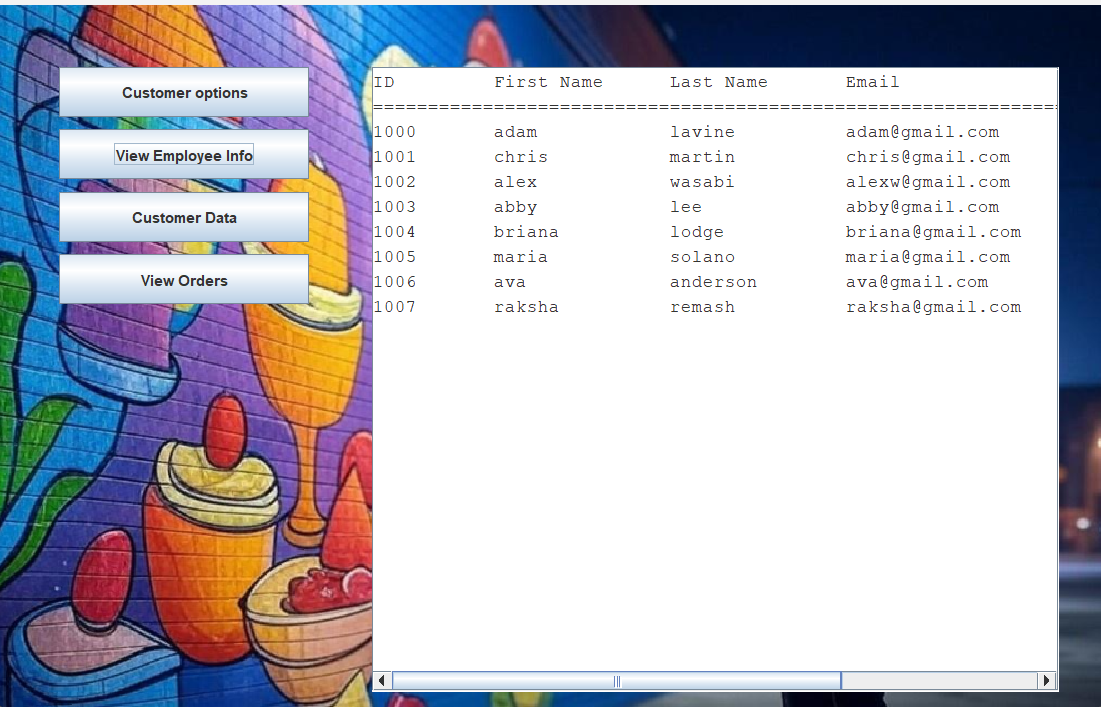 Customer options
View Employee Info
Customer Data
View Orders
ID First Name Last Name Email
===============================================================
1000 adam lavine adam@gmail.com
1001 chris martin chris@gmail.com
1002 alex wasabi alexw@gmail.com
1003 abby lee abby@gmail.com
1004 briana lodge briana@gmail.com
1005 maria solano maria@gmail.com
1006 ava anderson ava@gmail.com
1007 raksha remash raksha@gmail.com